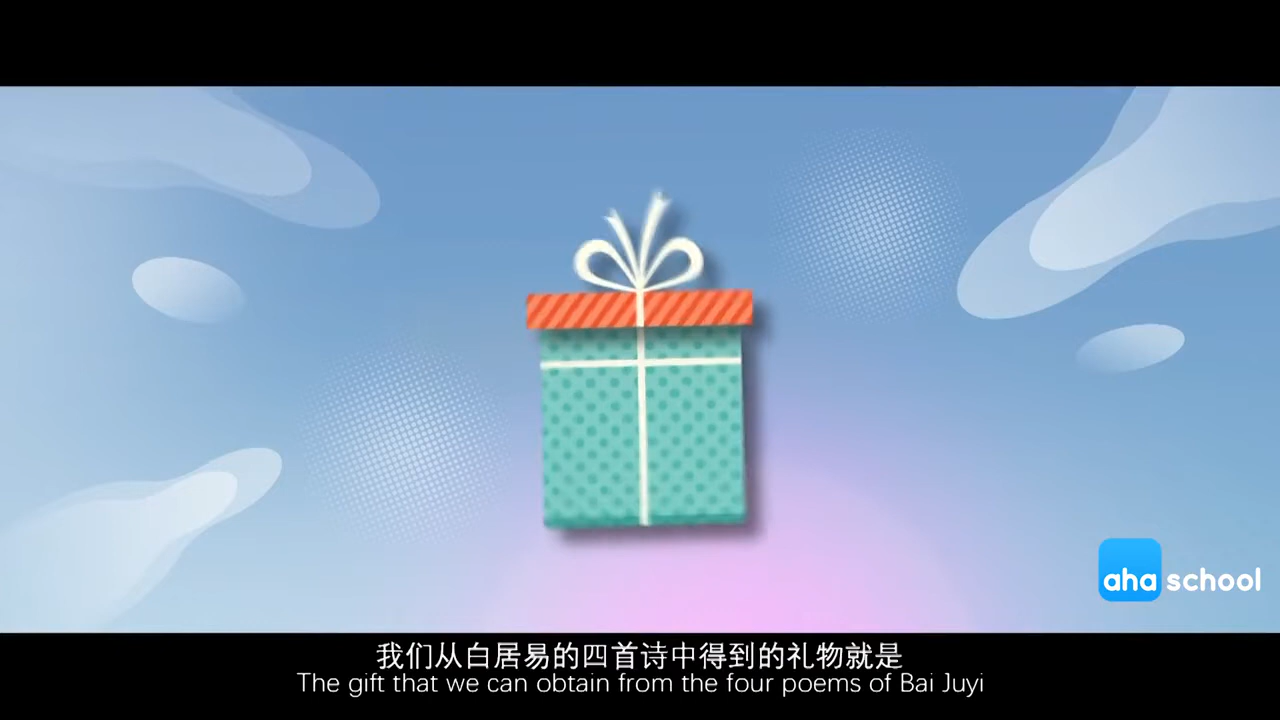 aha school
我们从白居易的四首诗中得到的礼物就是
The gift that we can obtain from the four poems of Bai Juyi